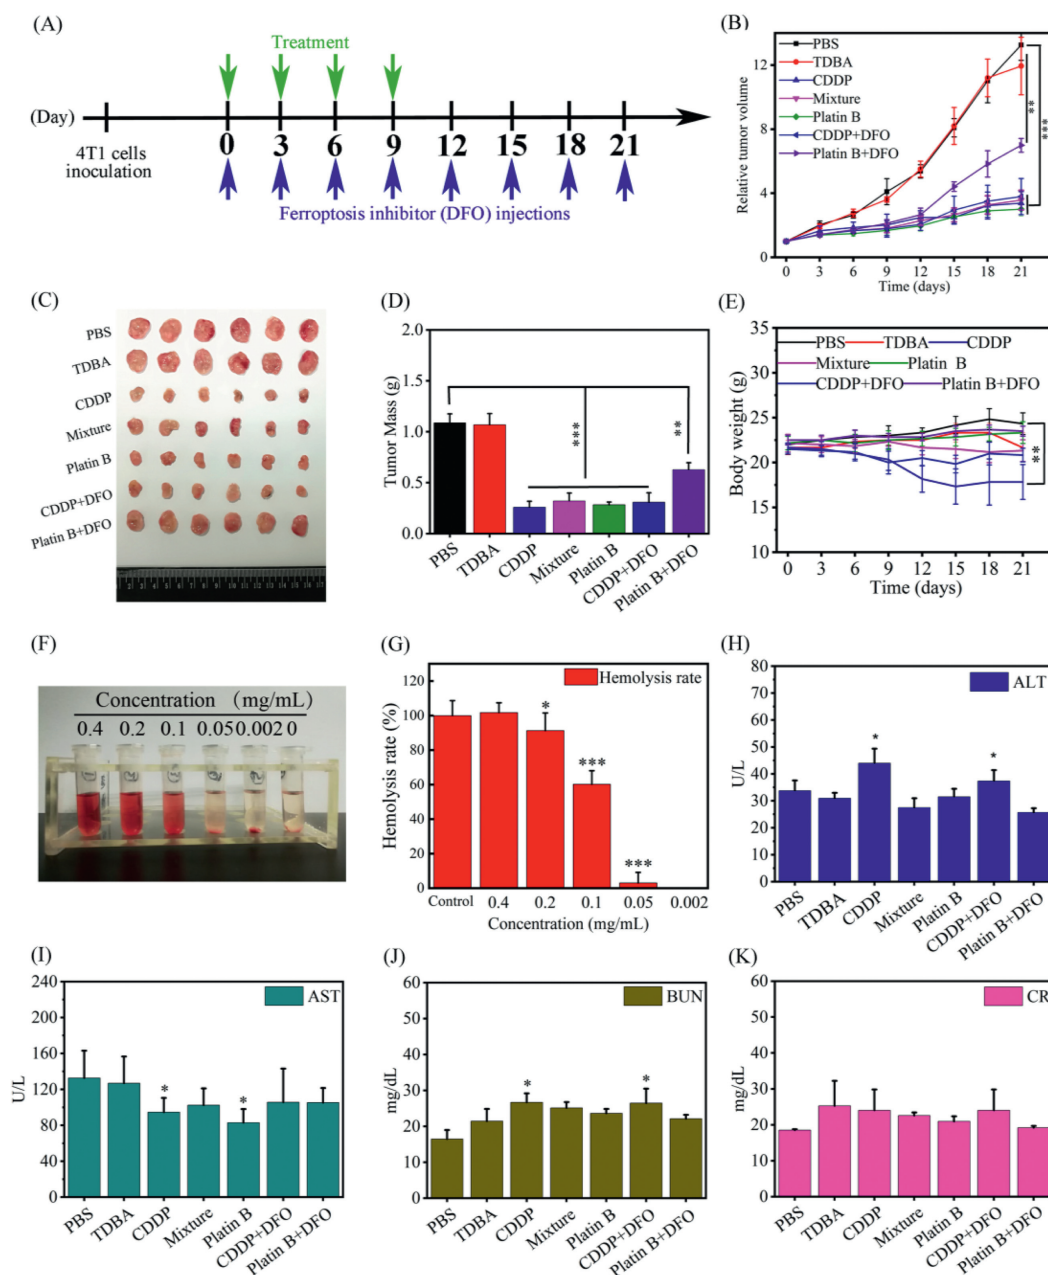 (A)
Treatment
(Day)
0 3 6 9 12 15 18 21
4T1 cells
inoculation
Ferroptosis inhibitor (DFO) injections
(B)
Relative tumor volume
12
8
4
0
PBS
TDBA
CDDP
Mixture
Platin B
CDDP+DFO
Platin B+DFO
**
***
0 3 6 9 12 15 18 21
Time (days)
(C)
PBS
TDBA
CDDP
Mixture
Platin B
CDDP+DFO
Platin B+DFO
(D)
Tumor Mass (g)
2.0
1.5
1.0
0.5
0.0
***
**
PBS TDBA CDDP Mixture Platin B CDDP+DFO Platin B+DFO
(E)
Body weight (g)
35
30
25
20
15
10
PBS TDBA CDDP
Mixture Platin B
CDDP+DFO Platin B+DFO
**
0 3 6 9 12 15 18 21
Time (days)
(F)
Concentration (mg/mL)
0.4 0.2 0.1 0.05 0.002 0
(G)
Hemolysis rate (%)
120
100
80
60
40
20
0
Hemolysis rate
*
***
***
Control 0.4 0.2 0.1 0.05 0.002
Concentration (mg/mL)
(H)
U/L
80
70
60
50
40
30
20
10
0
ALT
* *
PBS TDBA CDDP Mixture Platin B CDDP+DFO Platin B+DFO
(I)
U/L
240
200
160
120
80
40
0
AST
* *
PBS TDBA CDDP Mixture Platin B CDDP+DFO Platin B+DFO
(J)
mg/dL
60
50
40
30
20
10
0
BUN
* *
PBS TDBA CDDP Mixture Platin B CDDP+DFO Platin B+DFO
(K)
mg/dL
60
50
40
30
20
10
0
CR
PBS TDBA CDDP Mixture Platin B CDDP+DFO Platin B+DFO